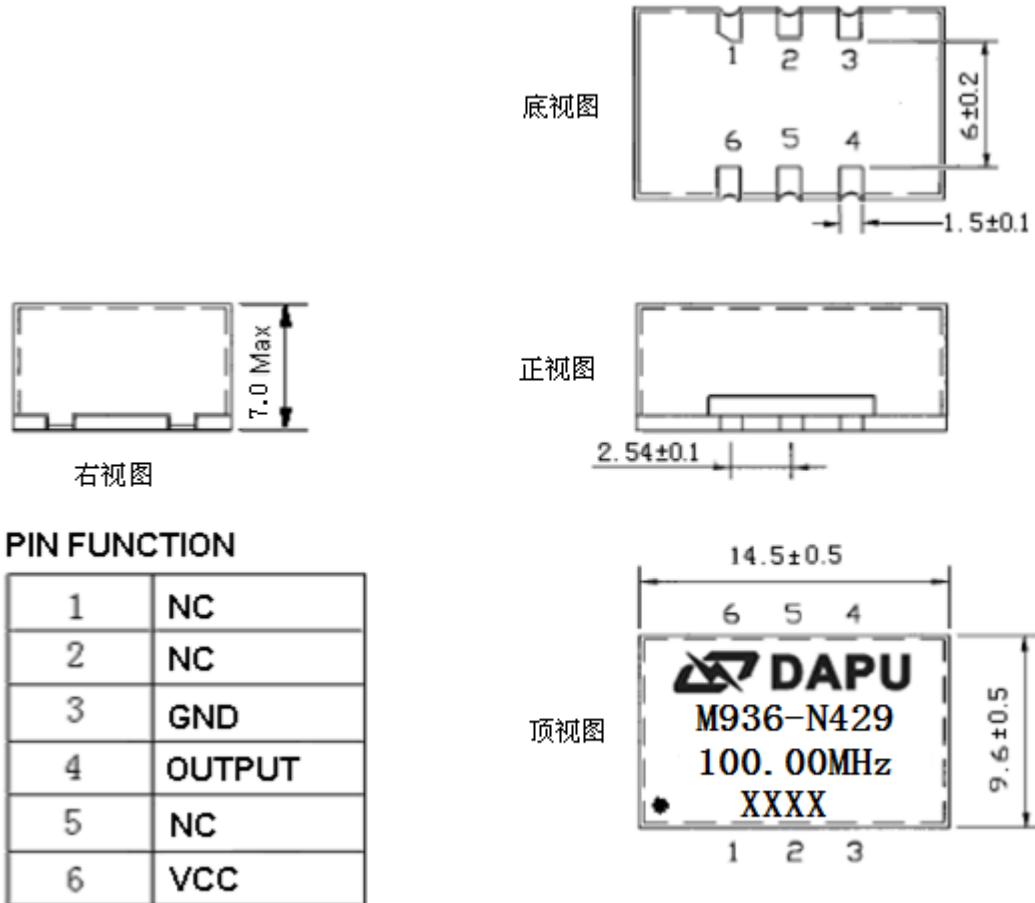 1 2 3
底视图
6±0.2
6 5 4
1.5±0.1
7.0 Max
右视图
正视图
2.54±0.1
PIN FUNCTION
1 NC
2 NC
3 GND
4 OUTPUT
5 NC
6 VCC
14.5±0.5
6 5 4
顶视图
DAPU
M936-N429
100.00MHz
XXXX
9.6±0.5
1 2 3